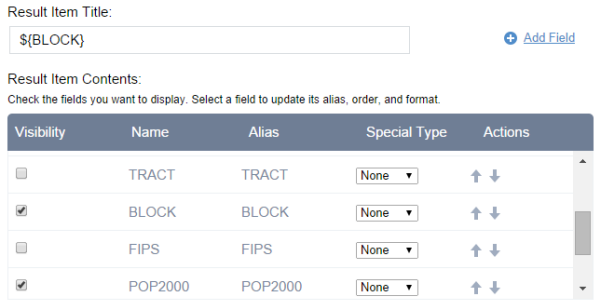 Result Item Title:
${BLOCK}
Add Field
Result Item Contents:
Check the fields you want to display. Select a field to update its alias, order, and format.
Visibility Name Alias Special Type Actions
TRACT TRACT None
BLOCK BLOCK None
FIPS FIPS None
POP2000 POP2000 None